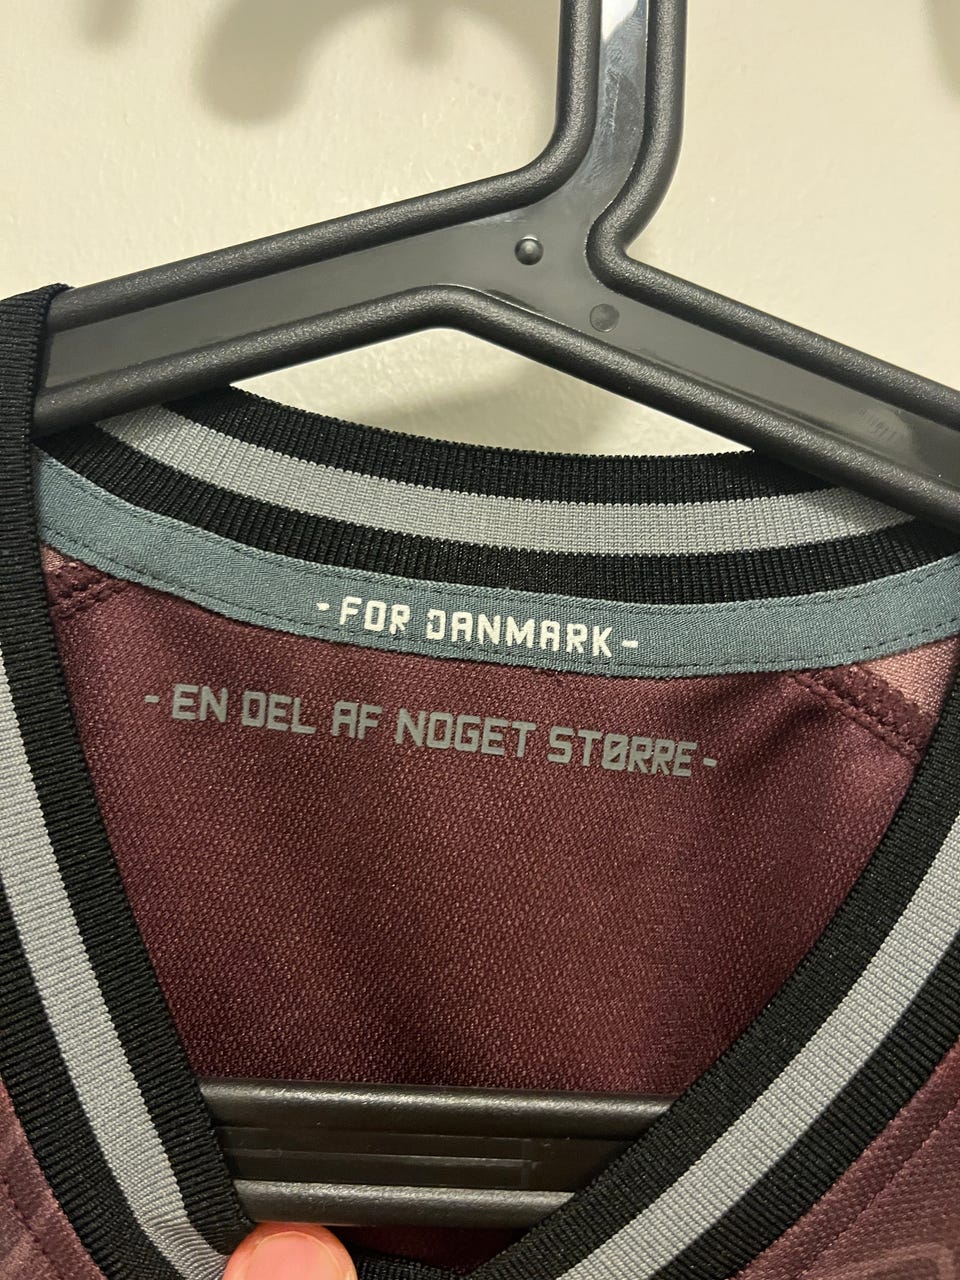 - FOR DANMARK -
- EN DEL AF NOGET STØRRE -